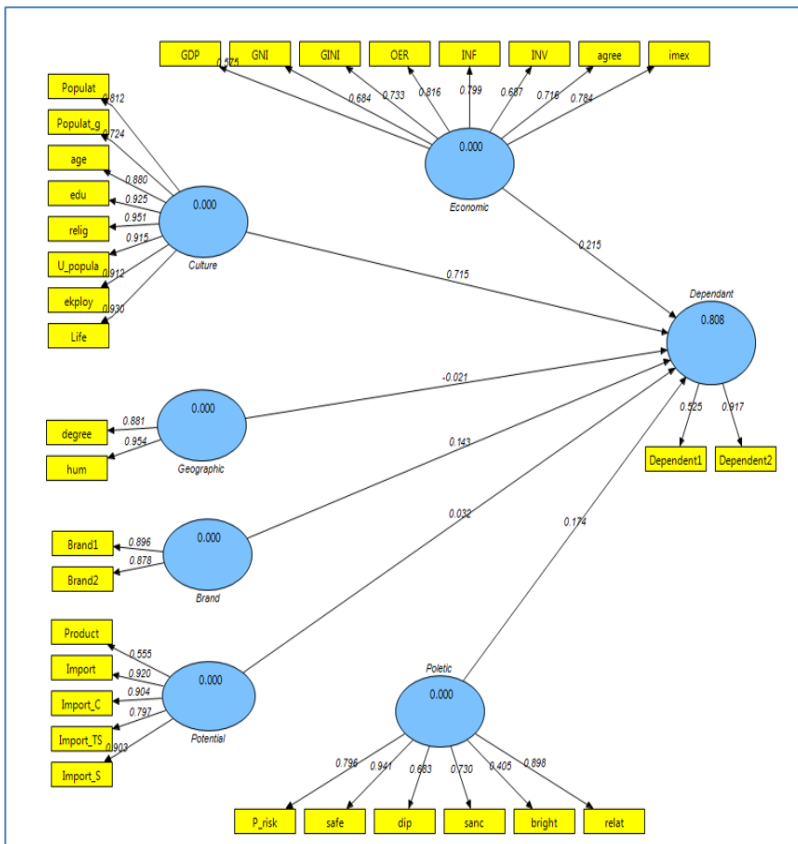 GDP GNI GINI OER INF INV agree imex
0.575 0.684 0.733 0.816 0.799 0.687 0.716 0.784
0.000
Economic
0.215
Populat
0.812
Populat_g
0.724
age
0.880
edu
0.925
relig
0.951
U_popula
0.915
ekploy
0.912
Life
0.930
0.000
Culture
0.715
Dependant
0.808
0.525 0.917
Dependent1 Dependent2
degree
0.881
hum
0.954
0.000
Geographic
-0.021
Brand1
0.896
Brand2
0.878
0.000
Brand
0.143
Product
0.555
Import
0.920
Import_C
0.904
Import_TS
0.797
Import_S
0.903
0.000
Potential
0.032
Poletic
0.000
0.174
0.796 0.941 0.683 0.730 0.405 0.898
P_risk safe dip sanc bright relat